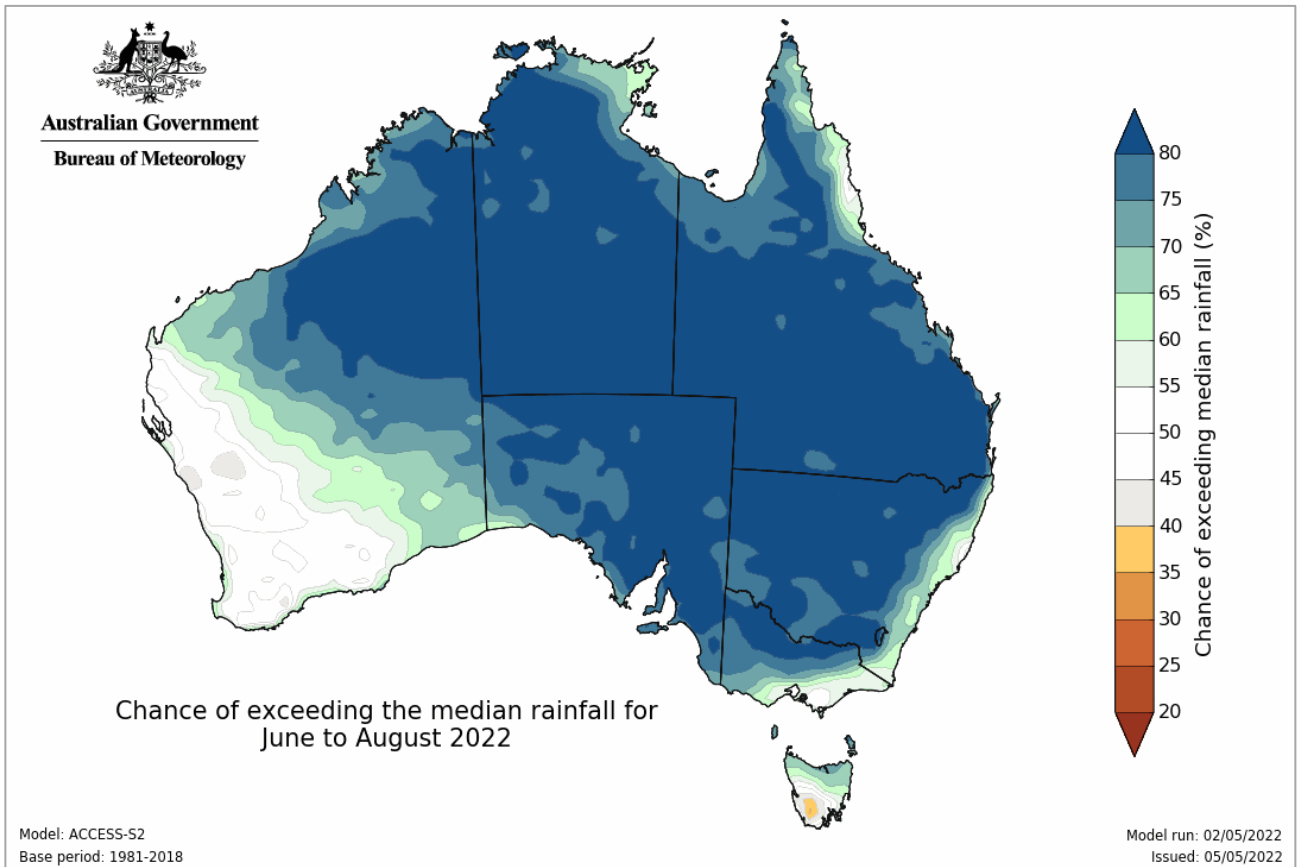 Australian Government
Bureau of Meteorology
80
75
70
65
60
55
50
45
40
35
30
25
20
Chance of exceeding median rainfall (%)
Chance of exceeding the median rainfall for
June to August 2022
Model: ACCESS-S2
Base period: 1981-2018
Model run: 02/05/2022
Issued: 05/05/2022